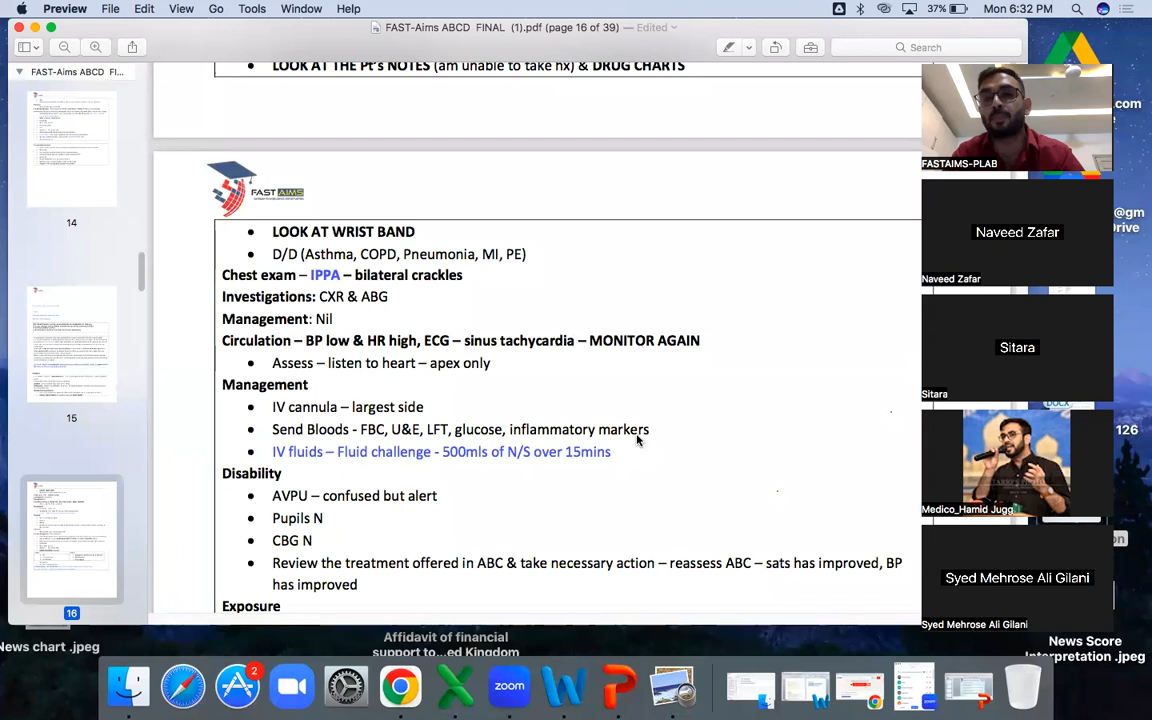 Preview File Edit View Go Tools Window Help
37% Mon 6:32 PM
FAST-Aims ABCD FINAL (1).pdf (page 16 of 39) — Edited
Search
FAST-Aims ABCD FI...
14
15
16
LOOK AT THE Pt's NOTES (am unable to take hx) & DRUG CHARTS
FAST AIMS
• LOOK AT WRIST BAND
• D/D (Asthma, COPD, Pneumonia, MI, PE)
Chest exam – IPPA – bilateral crackles
Investigations: CXR & ABG
Management: Nil
Circulation – BP low & HR high, ECG – sinus tachycardia – MONITOR AGAIN
• Assess – listen to heart – apex only
Management
• IV cannula – largest side
• Send Bloods - FBC, U&E, LFT, glucose, inflammatory markers
• IV fluids – Fluid challenge - 500mls of N/S over 15mins
Disability
• AVPU – confused but alert
• Pupils N
• CBG N
• Review the treatment offered in ABC & take necessary action – reassess ABC – sats has improved, BP
has improved
Exposure
FASTAIMS-PLAB
Naveed Zafar
Naveed Zafar
Sitara
Sitara
Medico_Hamid Jugg
Syed Mehrose Ali Gilani
Syed Mehrose Ali Gilani
.com
@gm
Drive
DOCX
126
on
News chart .jpeg
Affidavit of financial
support to...ed Kingdom
News Score
Interpretation .jpeg
2
zoom